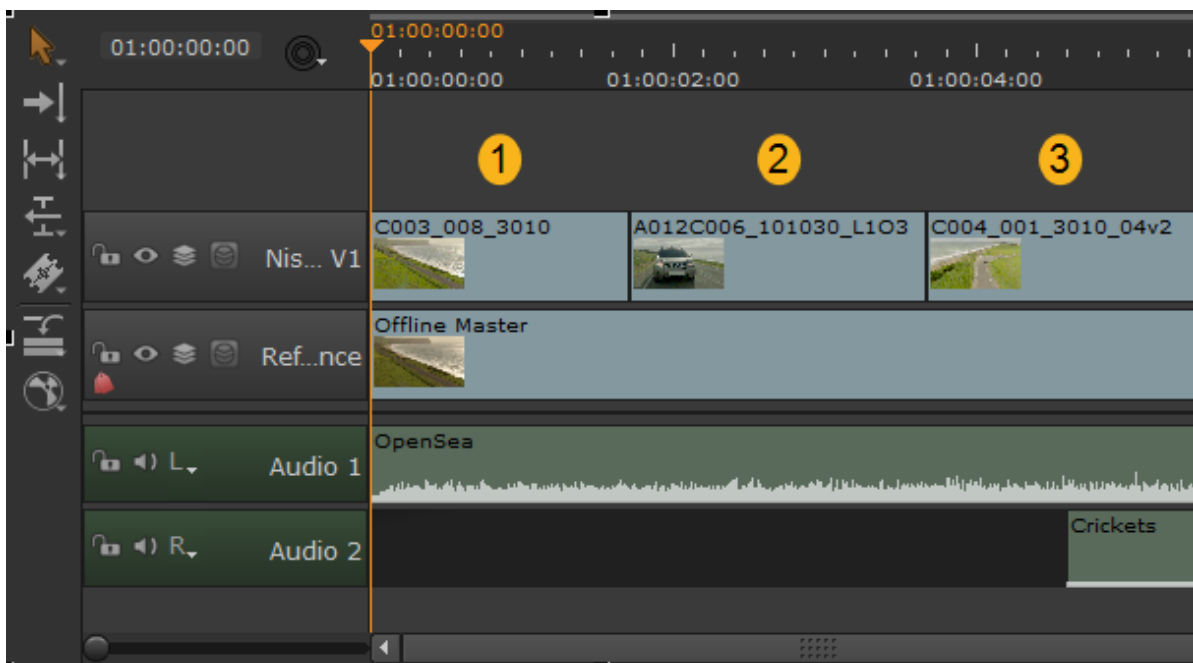 01:00:00:00
01:00:00:00
01:00:00:00 01:00:02:00 01:00:04:00
1 2 3
C003_008_3010 A012C006_101030_L1O3 C004_001_3010_04v2
Nis... V1
Offline Master
Ref...nce
OpenSea
L Audio 1
Crickets
R Audio 2